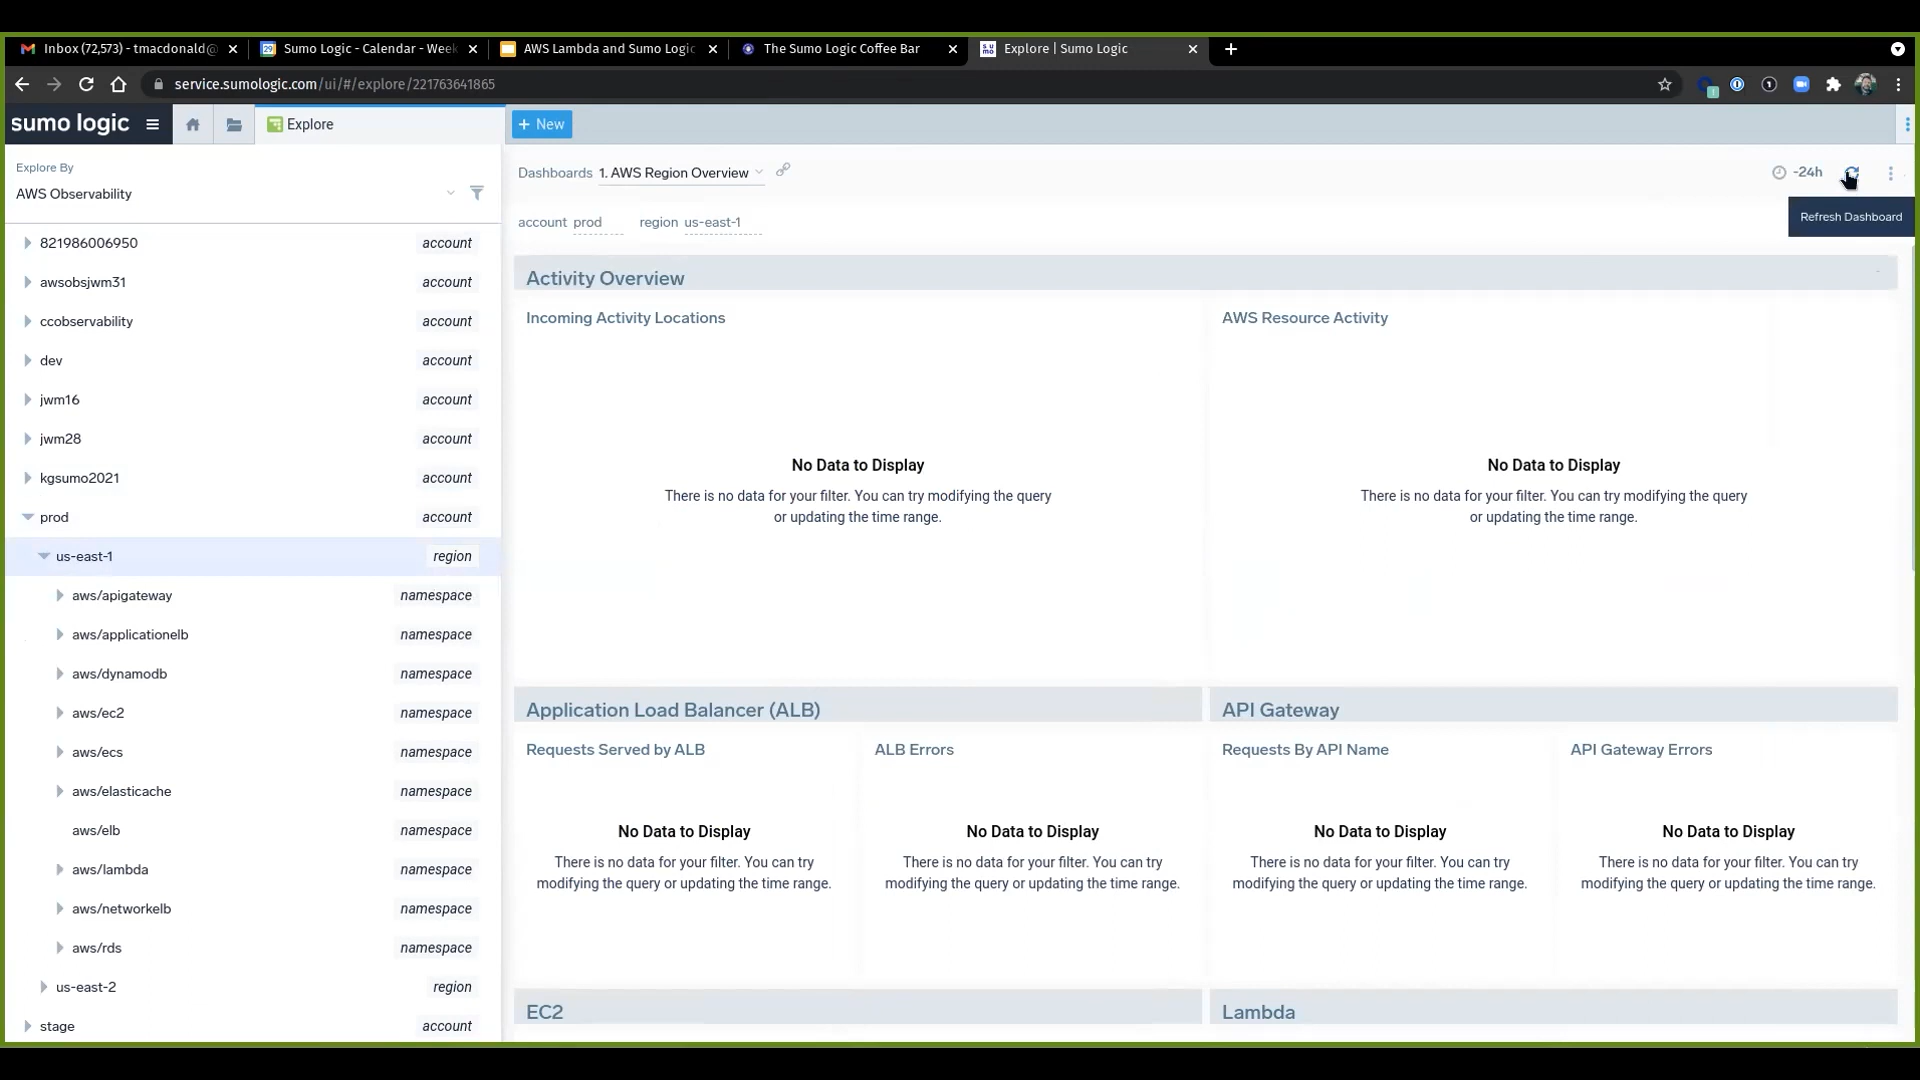 Inbox (72,573) - tmacdonald@
Sumo Logic - Calendar - Week
AWS Lambda and Sumo Logic
The Sumo Logic Coffee Bar
Explore | Sumo Logic
service.sumologic.com/ui/#/explore/221763641865
sumo logic
Explore
+ New
Explore By
AWS Observability
Dashboards 1. AWS Region Overview
-24h
Refresh Dashboard
account prod region us-east-1
821986006950 account
awsobsjwm31 account
ccobservability account
dev account
jwm16 account
jwm28 account
kgsumo2021 account
prod account
us-east-1 region
aws/apigateway namespace
aws/applicationelb namespace
aws/dynamodb namespace
aws/ec2 namespace
aws/ecs namespace
aws/elasticache namespace
aws/elb namespace
aws/lambda namespace
aws/networkelb namespace
aws/rds namespace
us-east-2 region
stage account
Activity Overview
Incoming Activity Locations
No Data to Display
There is no data for your filter. You can try modifying the query
or updating the time range.
AWS Resource Activity
No Data to Display
There is no data for your filter. You can try modifying the query
or updating the time range.
Application Load Balancer (ALB)
Requests Served by ALB
No Data to Display
There is no data for your filter. You can try
modifying the query or updating the time range.
ALB Errors
No Data to Display
There is no data for your filter. You can try
modifying the query or updating the time range.
API Gateway
Requests By API Name
No Data to Display
There is no data for your filter. You can try
modifying the query or updating the time range.
API Gateway Errors
No Data to Display
There is no data for your filter. You can try
modifying the query or updating the time range.
EC2
Lambda